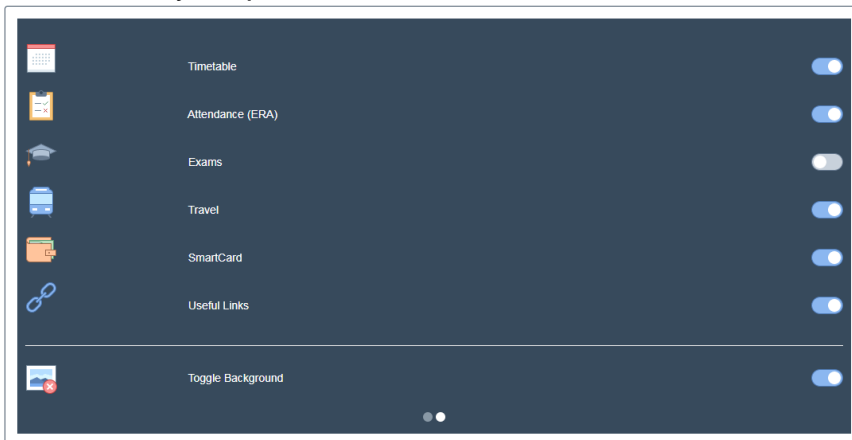 Timetable
Attendance (ERA)
Exams
Travel
SmartCard
Useful Links
Toggle Background